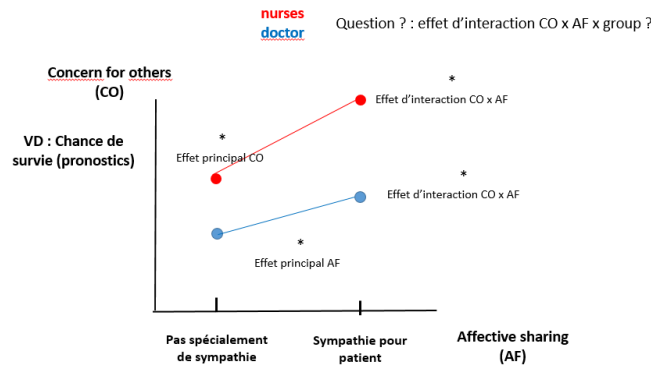 nurses
doctor
Question ? : effet d'interaction CO x AF x group ?
Concern for others
(CO)
*
Effet d'interaction CO x AF
VD : Chance de
survie (pronostics)
*
Effet principal CO
*
Effet d'interaction CO x AF
*
Effet principal AF
Pas spécialement
de sympathie
Sympathie pour
patient
Affective sharing
(AF)